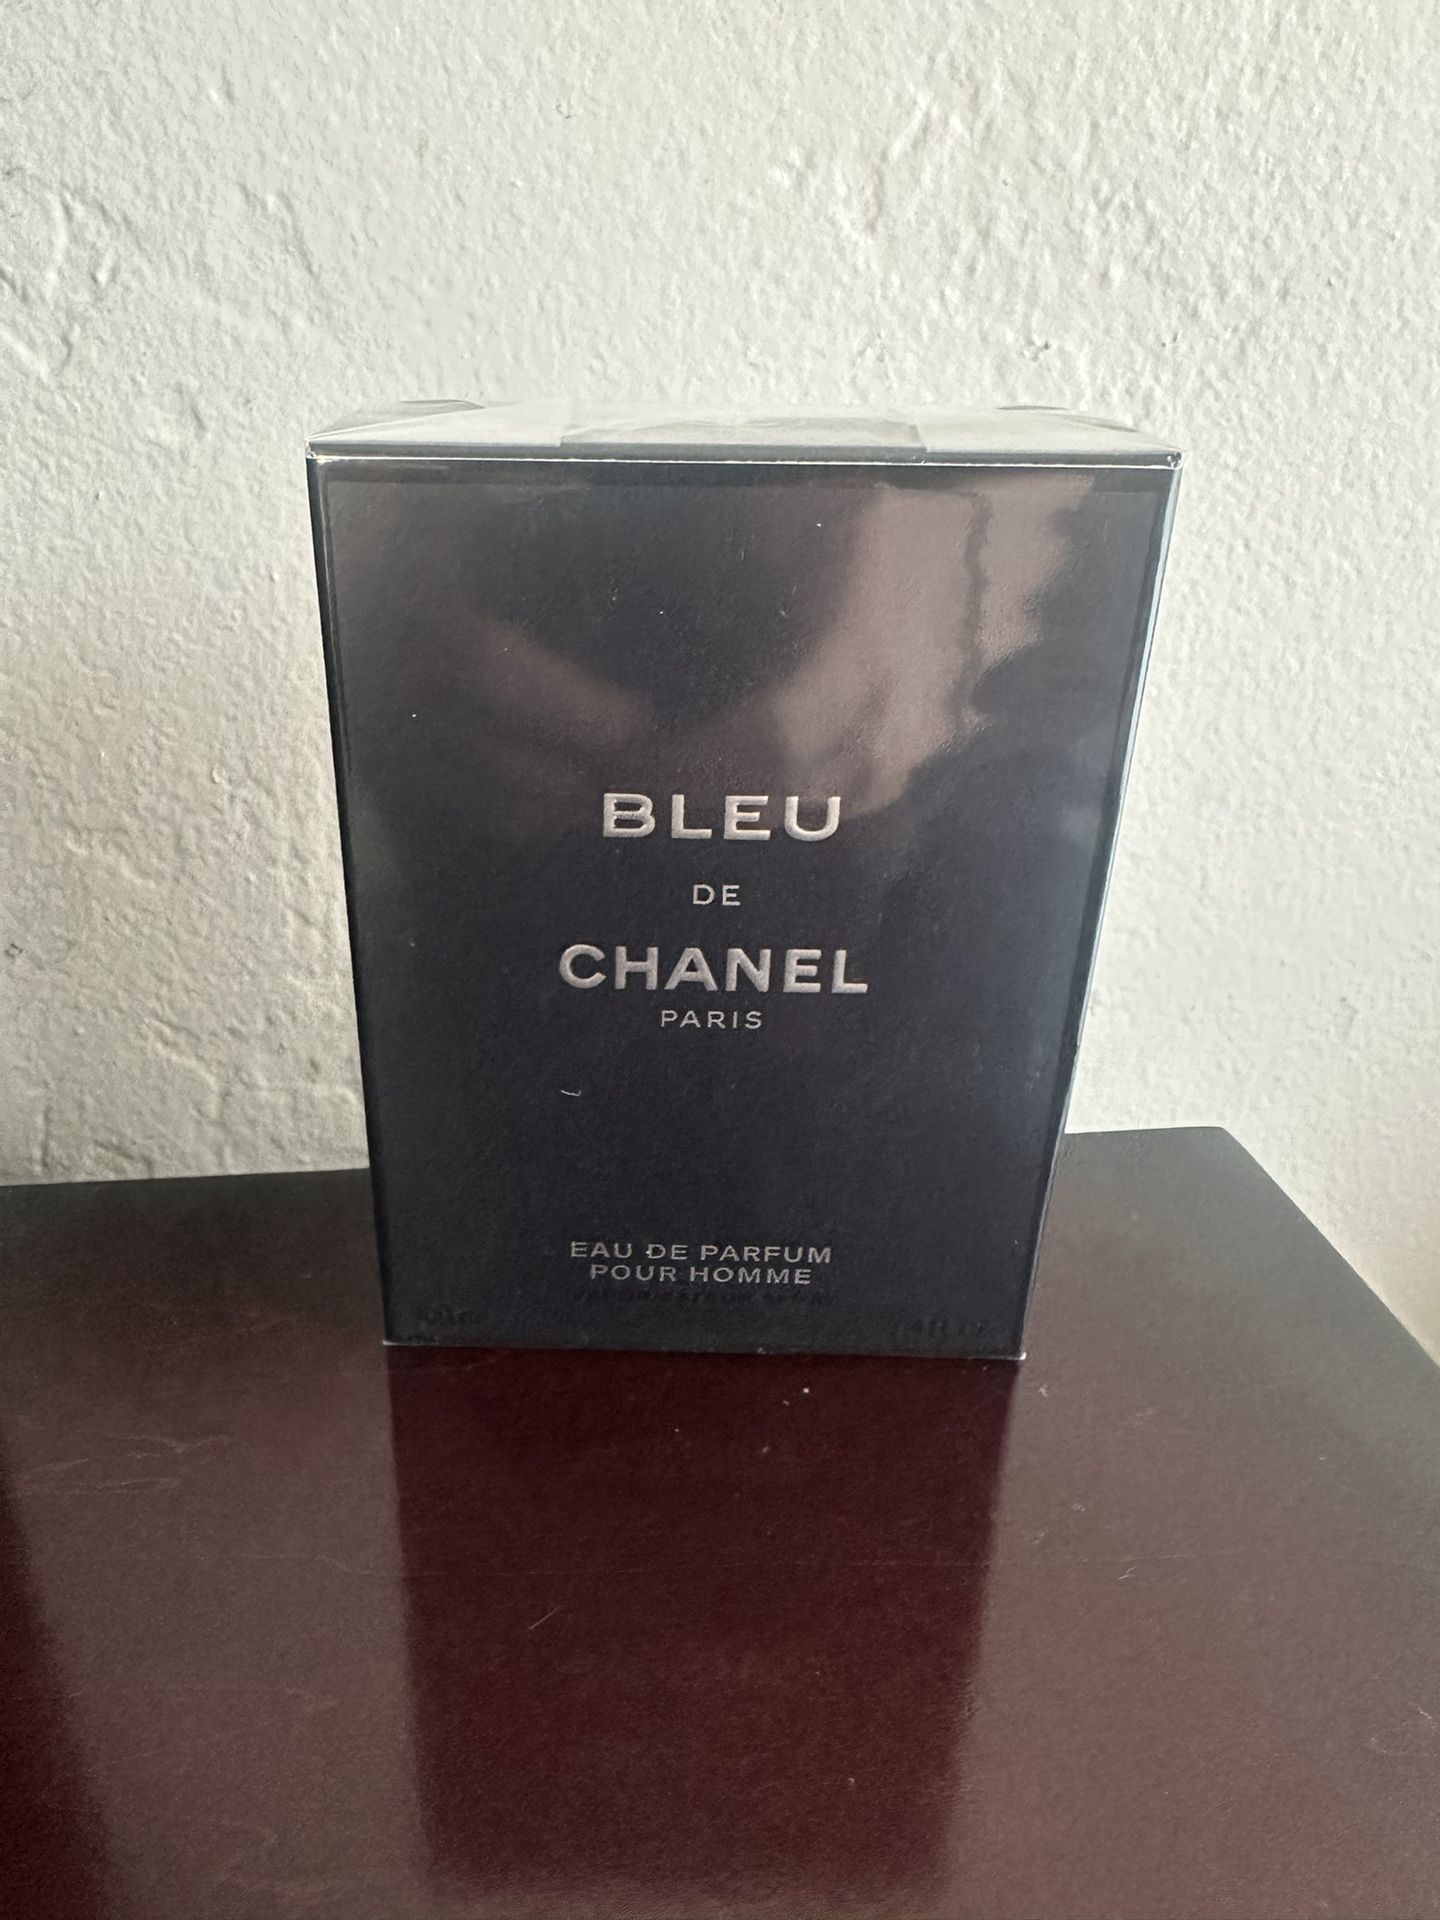 BLEU
DE
CHANEL
PARIS
EAU DE PARFUM
POUR HOMME